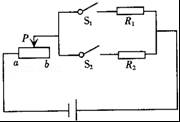 S₁ R₁
P
a b
S₂ R₂